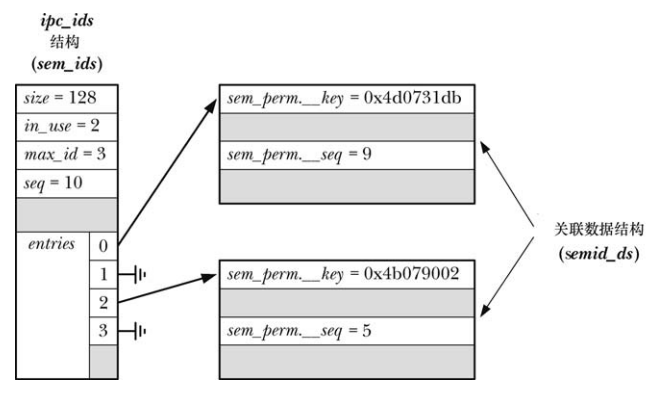 ipc_ids
结构
(sem_ids)
size = 128
in_use = 2
max_id = 3
seq = 10
entries
0
1
2
3
sem_perm.__key = 0x4d0731db
sem_perm.__seq = 9
sem_perm.__key = 0x4b079002
sem_perm.__seq = 5
关联数据结构
(semid_ds)